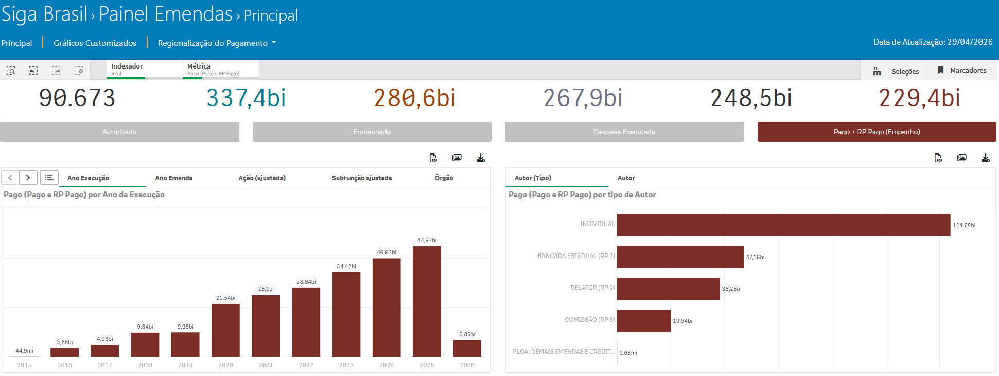 Siga Brasil › Painel Emendas › Principal
Principal
Gráficos Customizados
Regionalização do Pagamento
Data de Atualização: 29/04/2026
Indexador
Real
Métrica
Pago (Pago e RP Pago)
Seleções
Marcadores
90.673
337,4bi
280,6bi
267,9bi
248,5bi
229,4bi
Autorizado
Empenhado
Despesa Executada
Pago + RP Pago (Empenho)
PDF
PDF
Ano Execução
Ano Emenda
Ação (ajustada)
Subfunção ajustada
Órgão
Pago (Pago e RP Pago) por Ano da Execução
44,9mi
3,65bi
4,96bi
9,84bi
9,98bi
21,54bi
25,1bi
28,04bi
34,42bi
40,02bi
44,97bi
6,85bi
2015
2016
2017
2018
2019
2020
2021
2022
2023
2024
2025
2026
Autor (Tipo)
Autor
Pago (Pago e RP Pago) por tipo de Autor
INDIVIDUAL
124,05bi
BANCADA ESTADUAL (RP 7)
47,16bi
RELATOR (RP 9)
38,25bi
COMISSÃO (RP 8)
19,94bi
PLOA, DEMAIS EMENDAS E CRÉDIT...
9,08mi